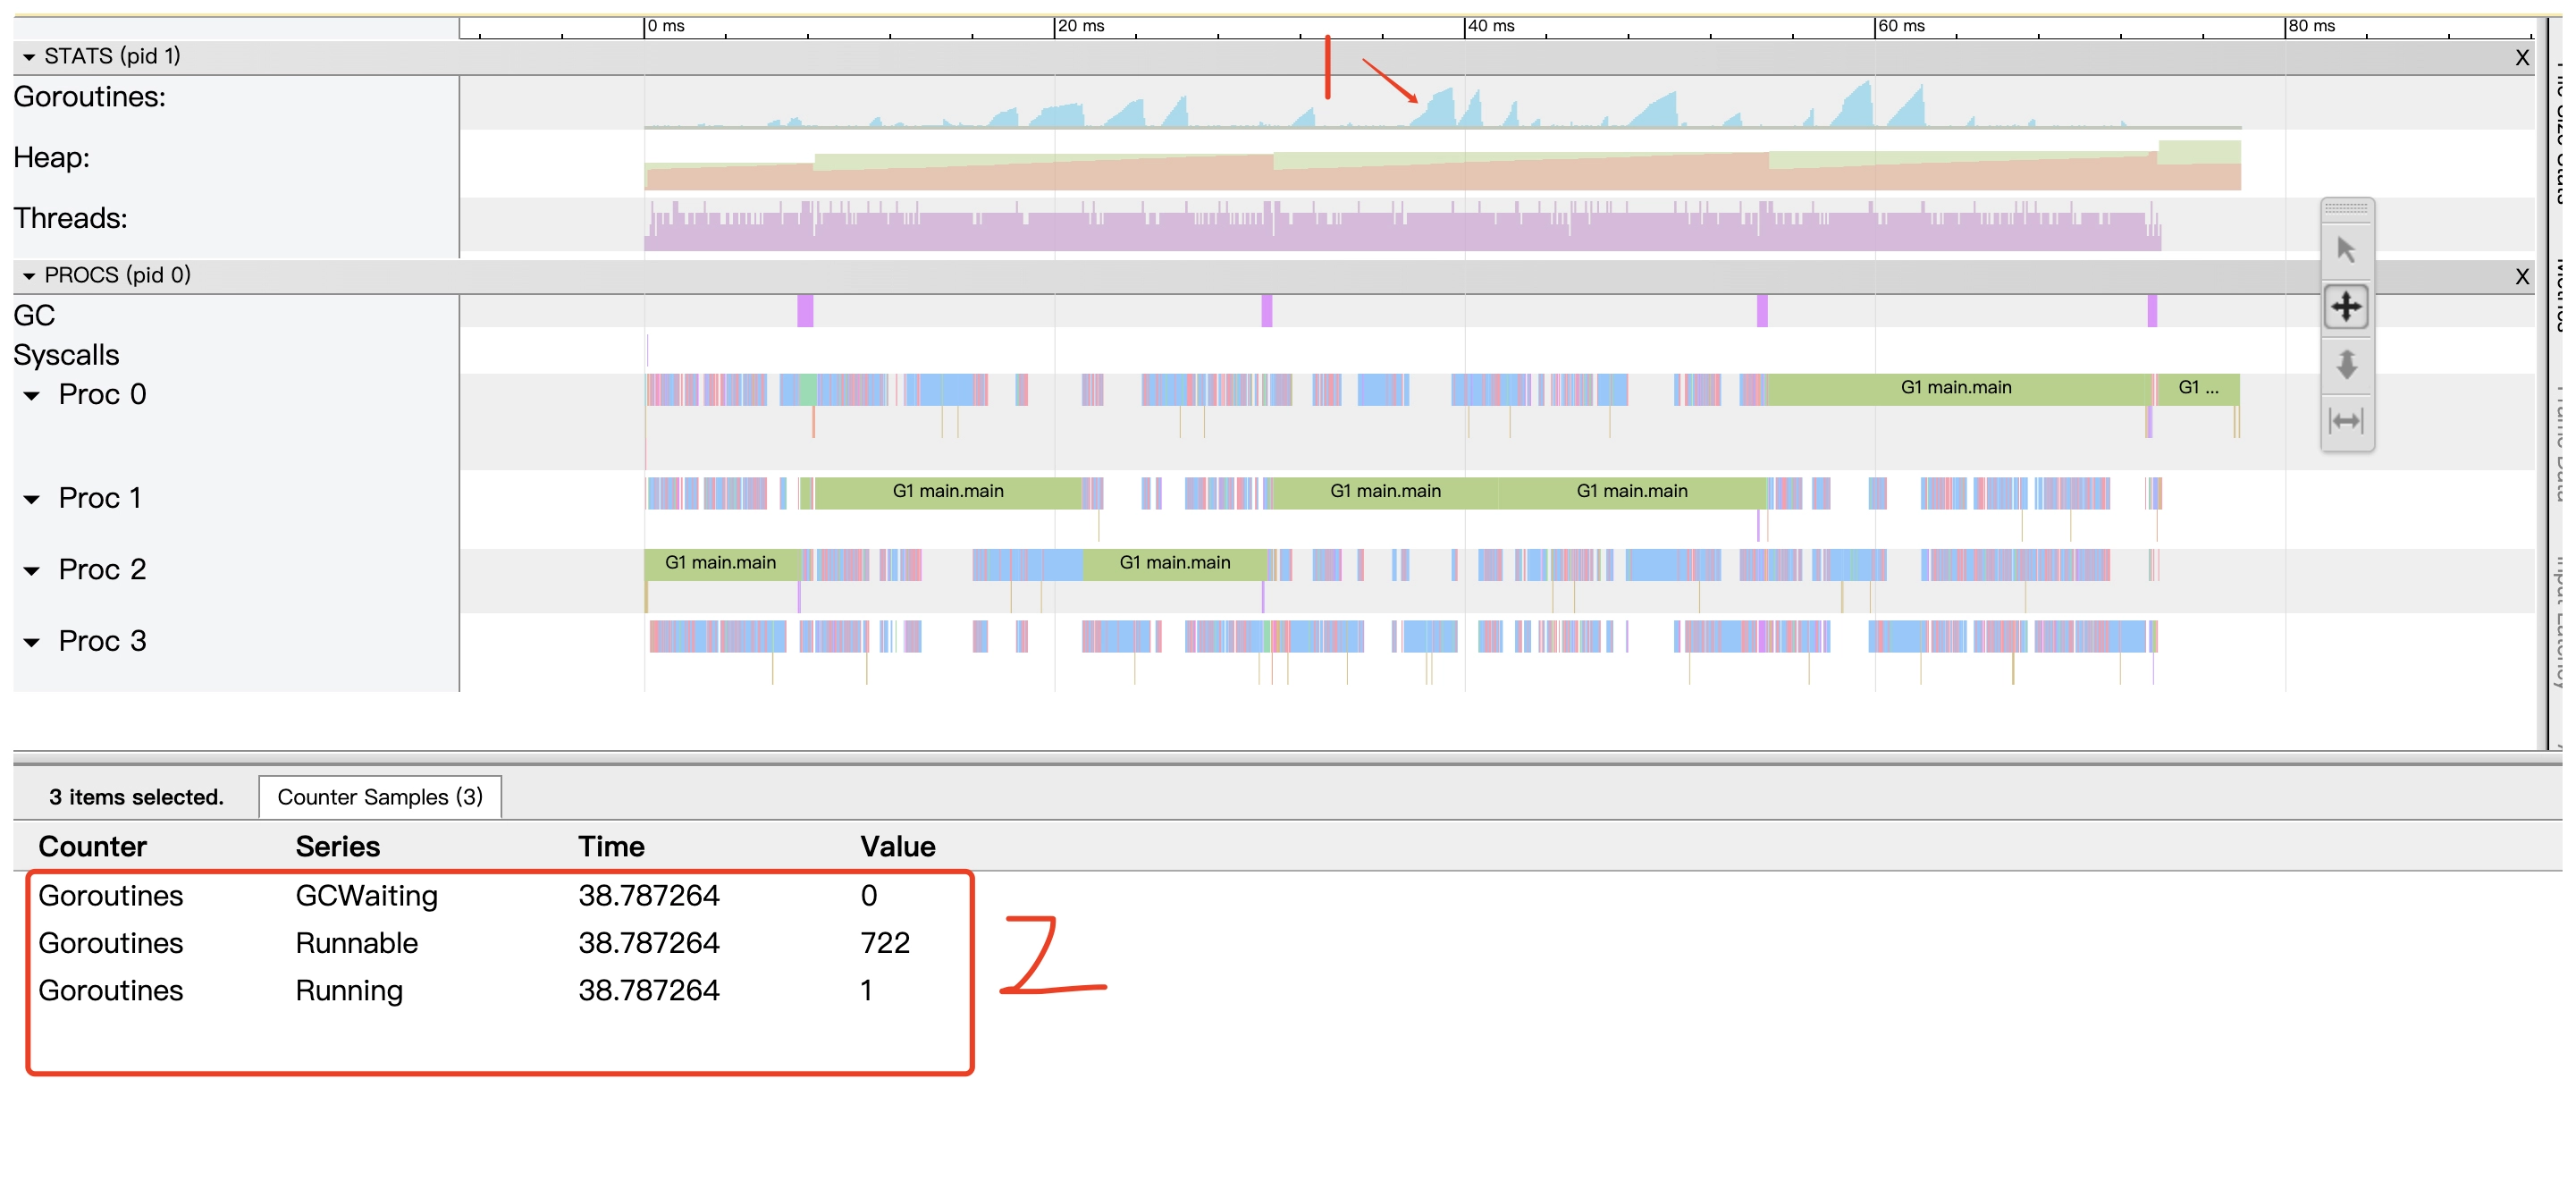 0 ms 20 ms 40 ms 60 ms 80 ms
STATS (pid 1) X
Goroutines:
Heap:
Threads:
PROCS (pid 0) X
GC
Syscalls
Proc 0 G1 main.main G1 ...
Proc 1 G1 main.main G1 main.main G1 main.main
Proc 2 G1 main.main G1 main.main
Proc 3
3 items selected. Counter Samples (3)
Counter Series Time Value
Goroutines GCWaiting 38.787264 0
Goroutines Runnable 38.787264 722
Goroutines Running 38.787264 1
1
2